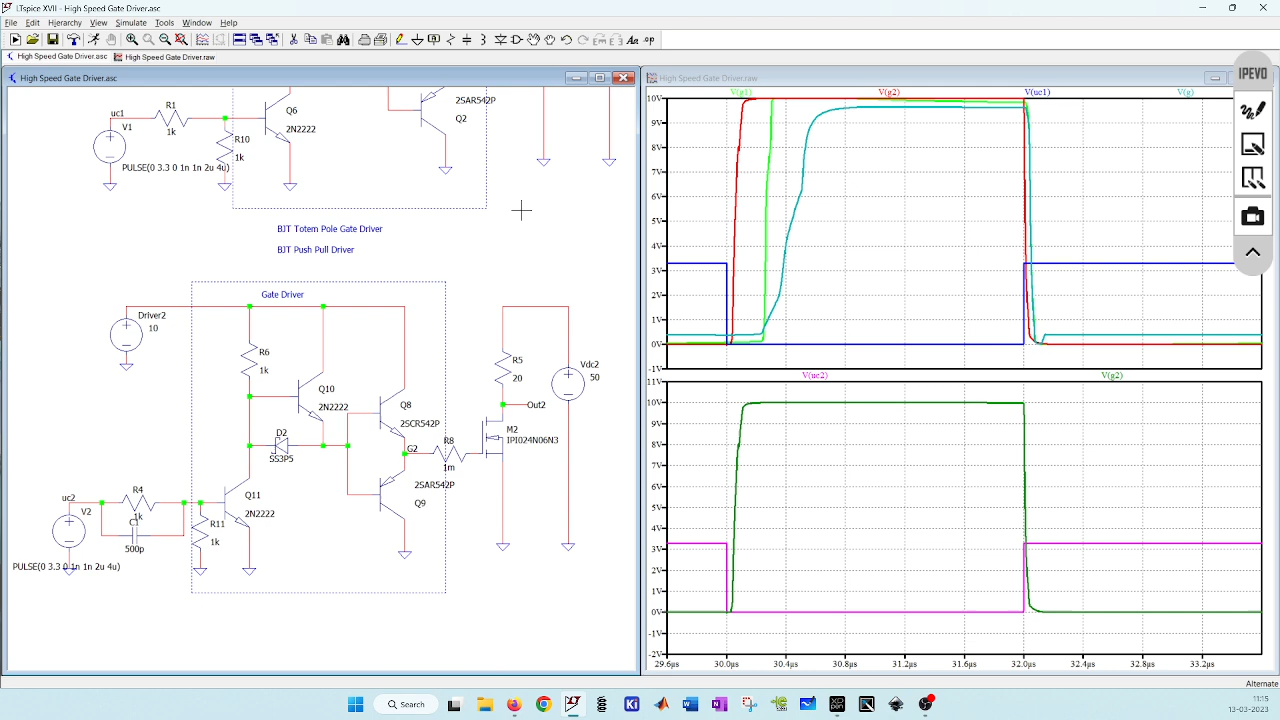 LTspice XVII - High Speed Gate Driver.asc
File Edit Hierarchy View Simulate Tools Window Help
High Speed Gate Driver.asc High Speed Gate Driver.raw
High Speed Gate Driver.asc
uc1
V1
R1
1k
R10
1k
PULSE(0 3.3 0 1n 1n 2u 4u)
Q6
2N2222
2SAR542P
Q2
BJT Totem Pole Gate Driver
BJT Push Pull Driver
Gate Driver
Driver2
10
R6
1k
Q10
2N2222
D2
SS3P5
Q8
2SCR542P
G2
R8
1m
2SAR542P
Q9
R5
20
Out2
M2
IPI024N06N3
Vdc2
50
uc2
V2
R4
1k
C1
500p
R11
1k
Q11
2N2222
PULSE(0 3.3 0 1n 1n 2u 4u)
High Speed Gate Driver.raw
V(g1) V(g2) V(uc1) V(g)
10V
9V
8V
7V
6V
5V
4V
3V
2V
1V
0V
-1V
V(uc2) V(g2)
11V
10V
9V
8V
7V
6V
5V
4V
3V
2V
1V
0V
-1V
-2V
29.6µs 30.0µs 30.4µs 30.8µs 31.2µs 31.6µs 32.0µs 32.4µs 32.8µs 33.2µs
IPEVO
Alternate
Search
11:15
13-03-2023